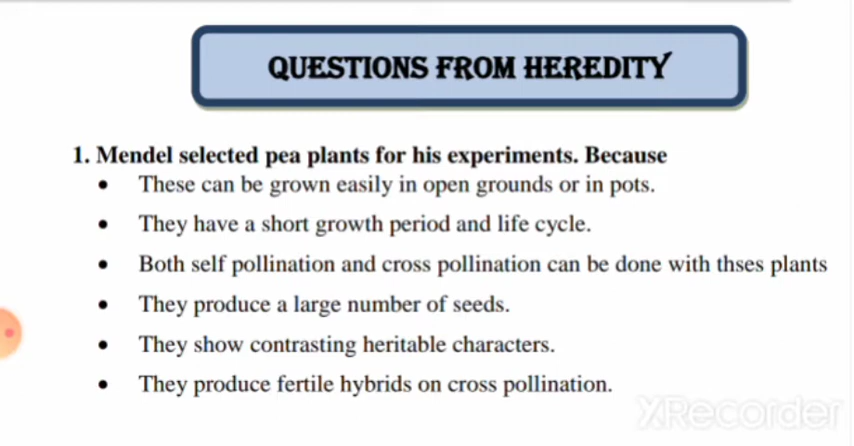 QUESTIONS FROM HEREDITY
1. Mendel selected pea plants for his experiments. Because
• These can be grown easily in open grounds or in pots.
• They have a short growth period and life cycle.
• Both self pollination and cross pollination can be done with thses plants
• They produce a large number of seeds.
• They show contrasting heritable characters.
• They produce fertile hybrids on cross pollination.
XRecorder